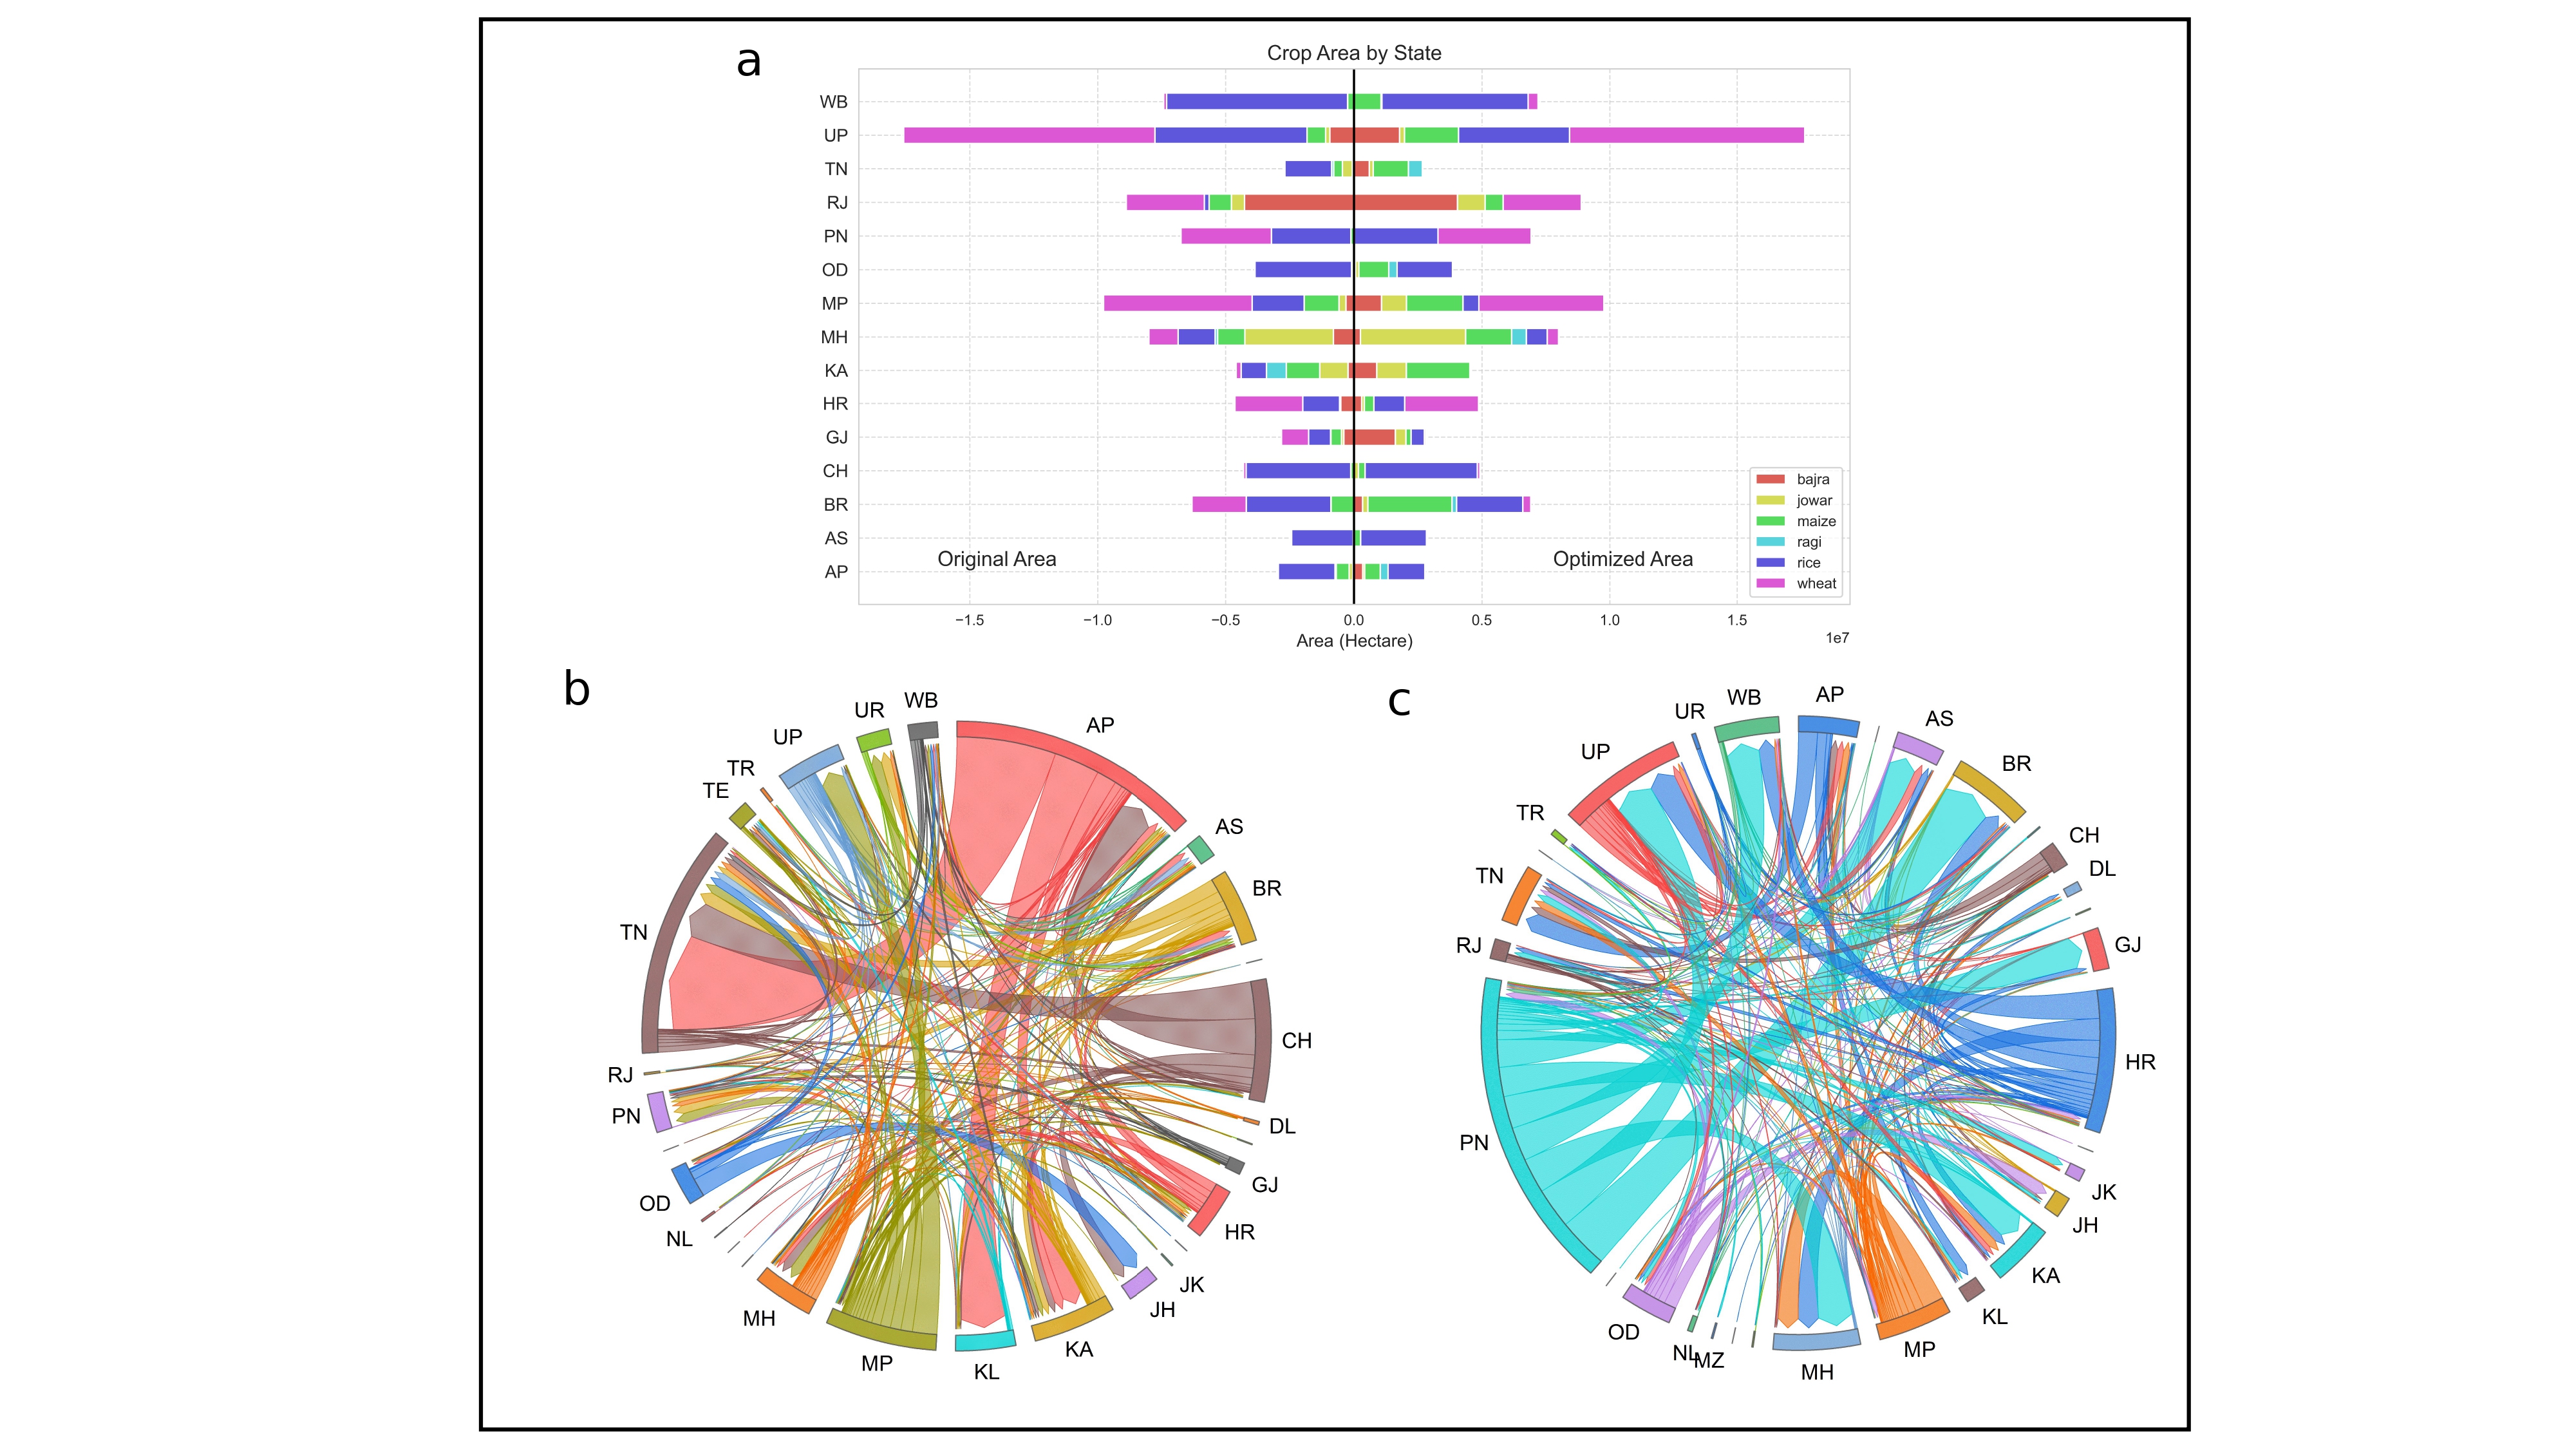 a
Crop Area by State
WB
UP
TN
RJ
PN
OD
MP
MH
KA
HR
GJ
CH
BR
AS
AP
Original Area
Optimized Area
bajra
jowar
maize
ragi
rice
wheat
−1.5 −1.0 −0.5 0.0 0.5 1.0 1.5
1e7
Area (Hectare)
b
WB
AP
AS
BR
CH
DL
GJ
HR
JK
JH
KA
KL
MP
MH
NL
OD
PN
RJ
TN
TE
TR
UP
UR
c
AP
AS
BR
CH
DL
GJ
HR
JK
JH
KA
KL
MP
MH
MZ
NL
OD
PN
RJ
TN
TR
UP
UR
WB